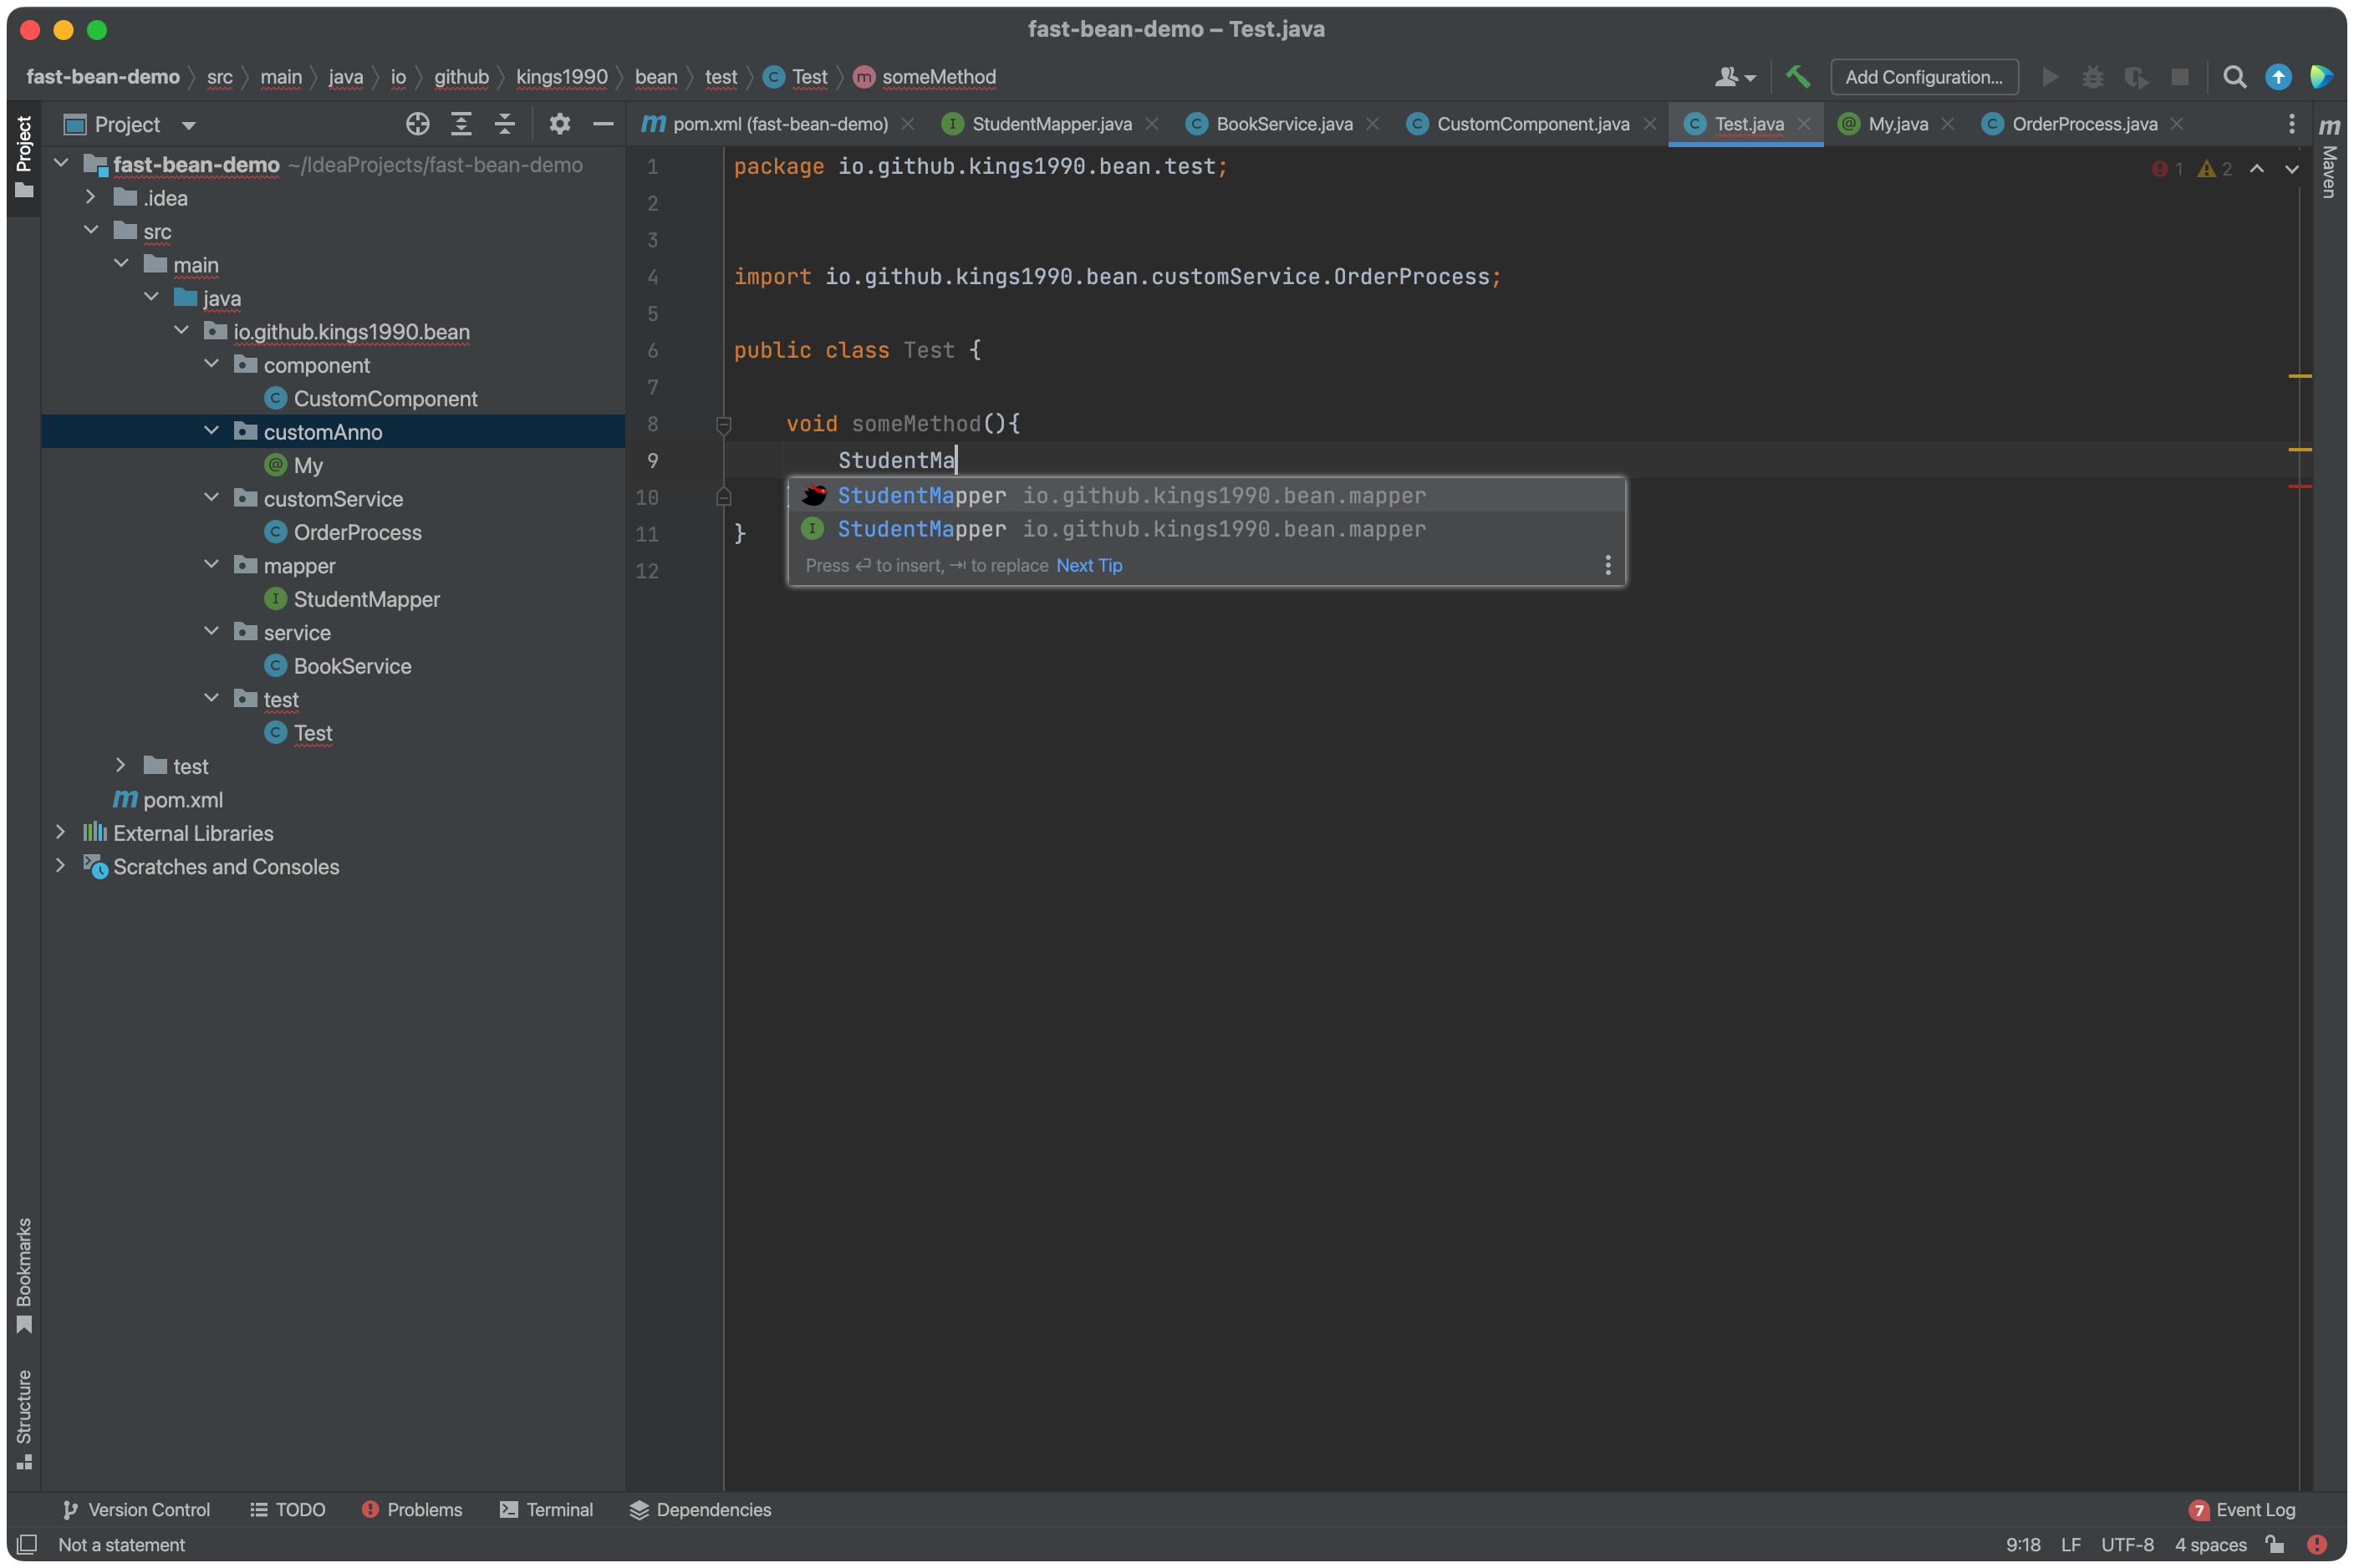 fast-bean-demo – Test.java
fast-bean-demo src main java io github kings1990 bean test Test someMethod
Add Configuration...
Project
Project
pom.xml (fast-bean-demo) StudentMapper.java BookService.java CustomComponent.java Test.java My.java OrderProcess.java
Maven
fast-bean-demo ~/IdeaProjects/fast-bean-demo
.idea
src
main
java
io.github.kings1990.bean
component
CustomComponent
customAnno
My
customService
OrderProcess
mapper
StudentMapper
service
BookService
test
Test
test
pom.xml
External Libraries
Scratches and Consoles
1 package io.github.kings1990.bean.test;
1 2
2
3
4 import io.github.kings1990.bean.customService.OrderProcess;
5
6 public class Test {
7
8 void someMethod(){
9 StudentMa
10
11 }
12
StudentMapper io.github.kings1990.bean.mapper
StudentMapper io.github.kings1990.bean.mapper
Press ↩ to insert, ⇥ to replace Next Tip
Bookmarks
Structure
Version Control TODO Problems Terminal Dependencies
7 Event Log
Not a statement
9:18 LF UTF-8 4 spaces